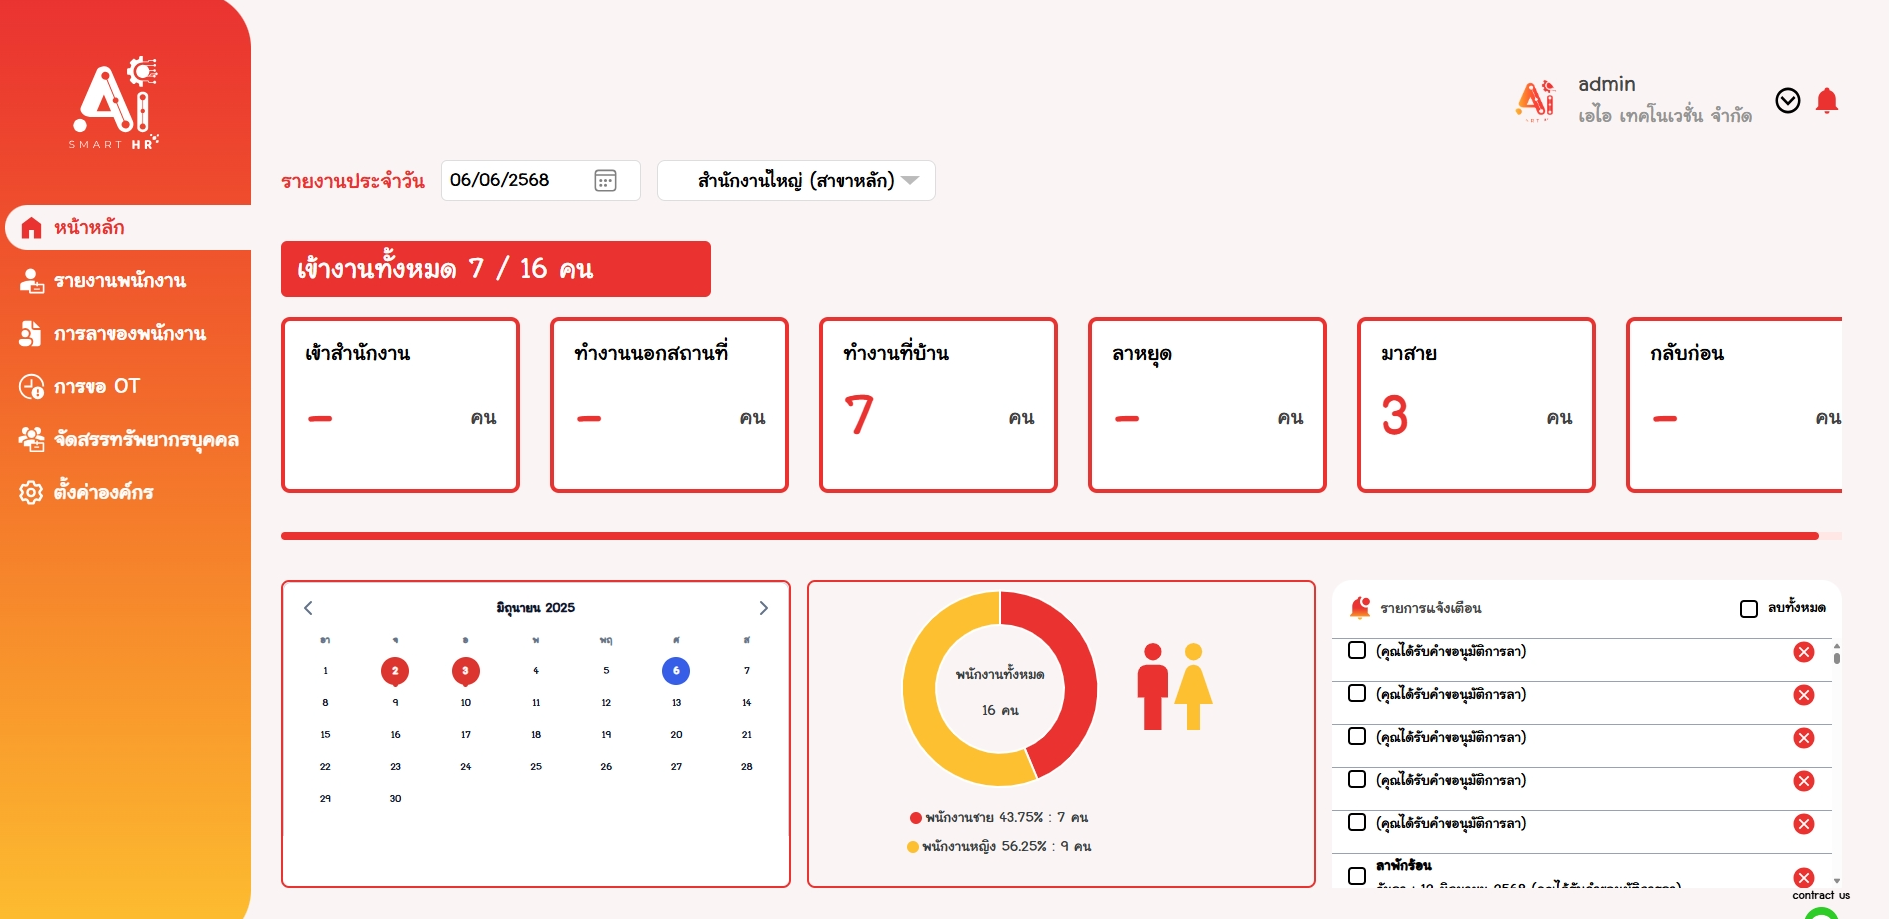 Ai
SMART HR
admin
เอไอ เทคโนเวชั่น จำกัด
รายงานประจำวัน
06/06/2568
สำนักงานใหญ่ (สาขาหลัก)
หน้าหลัก
รายงานพนักงาน
การลาของพนักงาน
การขอ OT
จัดสรรทรัพยากรบุคคล
ตั้งค่าองค์กร
เข้างานทั้งหมด 7 / 16 คน
เข้าสำนักงาน
– คน
ทำงานนอกสถานที่
– คน
ทำงานที่บ้าน
7 คน
ลาหยุด
– คน
มาสาย
3 คน
กลับก่อน
– คน
มิถุนายน 2025
อา จ อ พ พฤ ศ ส
1 2 3 4 5 6 7
8 9 10 11 12 13 14
15 16 17 18 19 20 21
22 23 24 25 26 27 28
29 30
พนักงานทั้งหมด
16 คน
พนักงานชาย 43.75% : 7 คน
พนักงานหญิง 56.25% : 9 คน
รายการแจ้งเตือน
ลบทั้งหมด
(คุณได้รับคำขออนุมัติการลา)
(คุณได้รับคำขออนุมัติการลา)
(คุณได้รับคำขออนุมัติการลา)
(คุณได้รับคำขออนุมัติการลา)
(คุณได้รับคำขออนุมัติการลา)
ลาพักร้อน
contract us